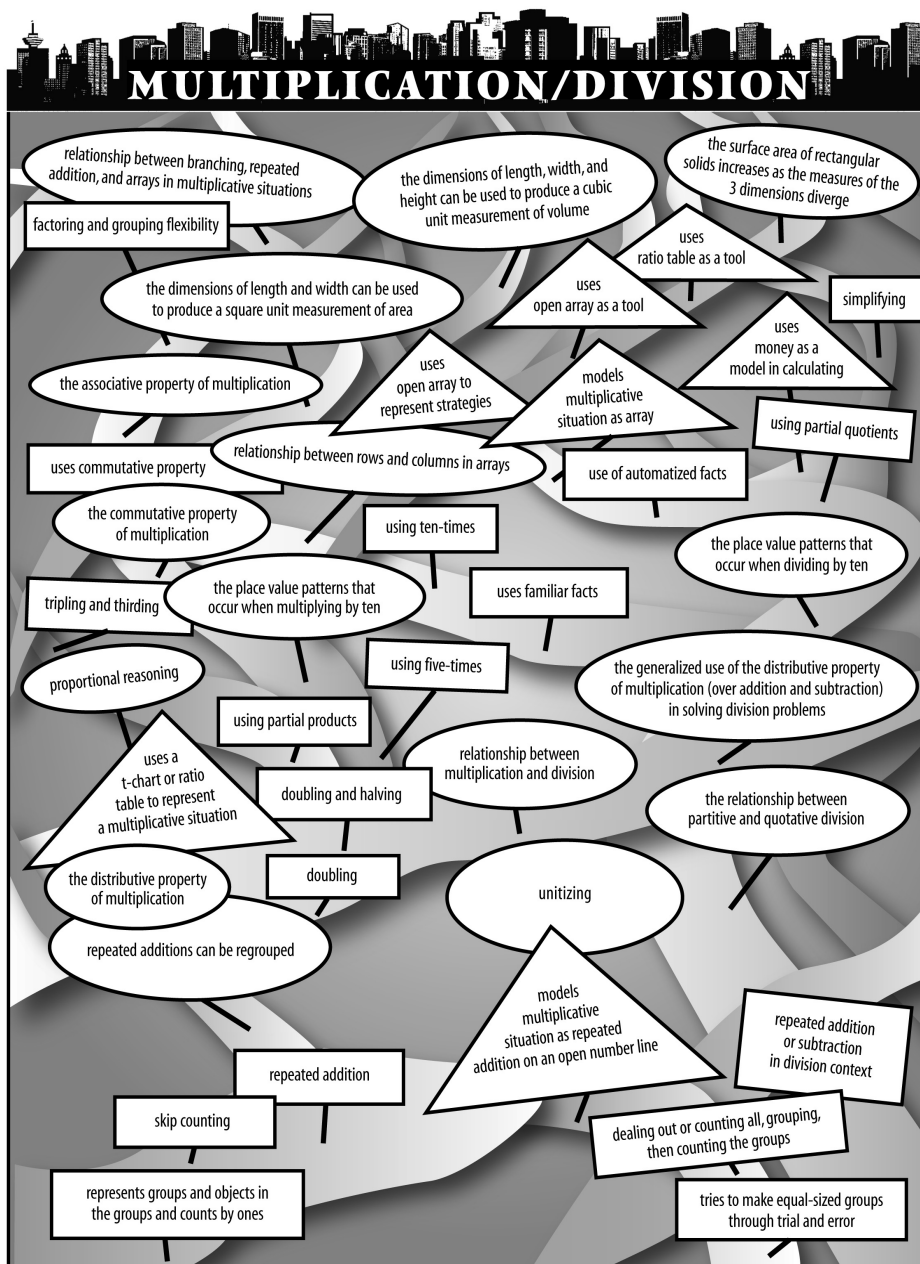 MULTIPLICATION/DIVISION
relationship between branching, repeated
addition, and arrays in multiplicative situations
the dimensions of length, width, and
height can be used to produce a cubic
unit measurement of volume
the surface area of rectangular
solids increases as the measures of the
3 dimensions diverge
factoring and grouping flexibility
uses
ratio table as a tool
the dimensions of length and width can be used
to produce a square unit measurement of area
uses
open array as a tool
simplifying
uses
money as a
model in calculating
the associative property of multiplication
uses
open array to
represent strategies
models
multiplicative
situation as array
using partial quotients
uses commutative property
relationship between rows and columns in arrays
use of automatized facts
the commutative property
of multiplication
using ten-times
the place value patterns that
occur when dividing by ten
tripling and thirding
the place value patterns that
occur when multiplying by ten
uses familiar facts
proportional reasoning
using five-times
the generalized use of the distributive property
of multiplication (over addition and subtraction)
in solving division problems
using partial products
uses a
t-chart or ratio
table to represent
a multiplicative situation
doubling and halving
relationship between
multiplication and division
the relationship between
partitive and quotative division
the distributive property
of multiplication
doubling
unitizing
repeated additions can be regrouped
models
multiplicative
situation as repeated
addition on an open number line
repeated addition
or subtraction
in division context
repeated addition
skip counting
dealing out or counting all, grouping,
then counting the groups
represents groups and objects in
the groups and counts by ones
tries to make equal-sized groups
through trial and error